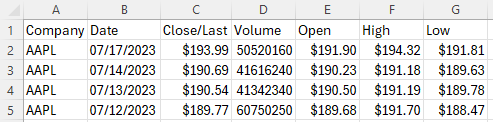 A B C D E F G
1 Company Date Close/Last Volume Open High Low
2 AAPL 07/17/2023 $193.99 50520160 $191.90 $194.32 $191.81
3 AAPL 07/14/2023 $190.69 41616240 $190.23 $191.18 $189.63
4 AAPL 07/13/2023 $190.54 41342340 $190.50 $191.19 $189.78
5 AAPL 07/12/2023 $189.77 60750250 $189.68 $191.70 $188.47